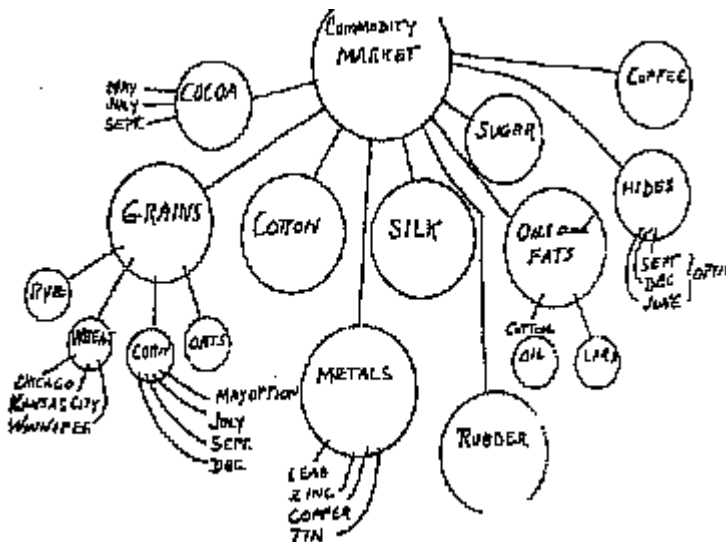 COMMODITY
MARKET
COFFEE
COCOA
MAY
JULY
SEPT.
SUGAR
HIDES
SEPT
DEC
JUNE
GRAINS
COTTON
SILK
OILS and
FATS
RYE
WHEAT
CORN
OATS
COTTON
OIL
LARD
CHICAGO
KANSAS CITY
WINNIPEG
MAY OPTION
JULY
SEPT.
DEC
METALS
LEAD
ZINC
COPPER
TIN
RUBBER